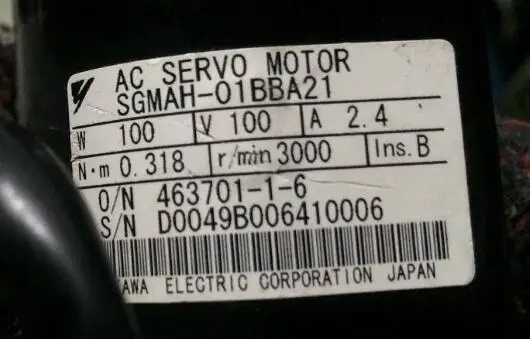 AC SERVO MOTOR
SGMAH-01BBA21
W 100 V 100 A 2.4
N·m 0.318 r/min 3000 Ins. B
O/N 463701-1-6
S/N D0049B006410006
ELECTRIC CORPORATION JAPAN